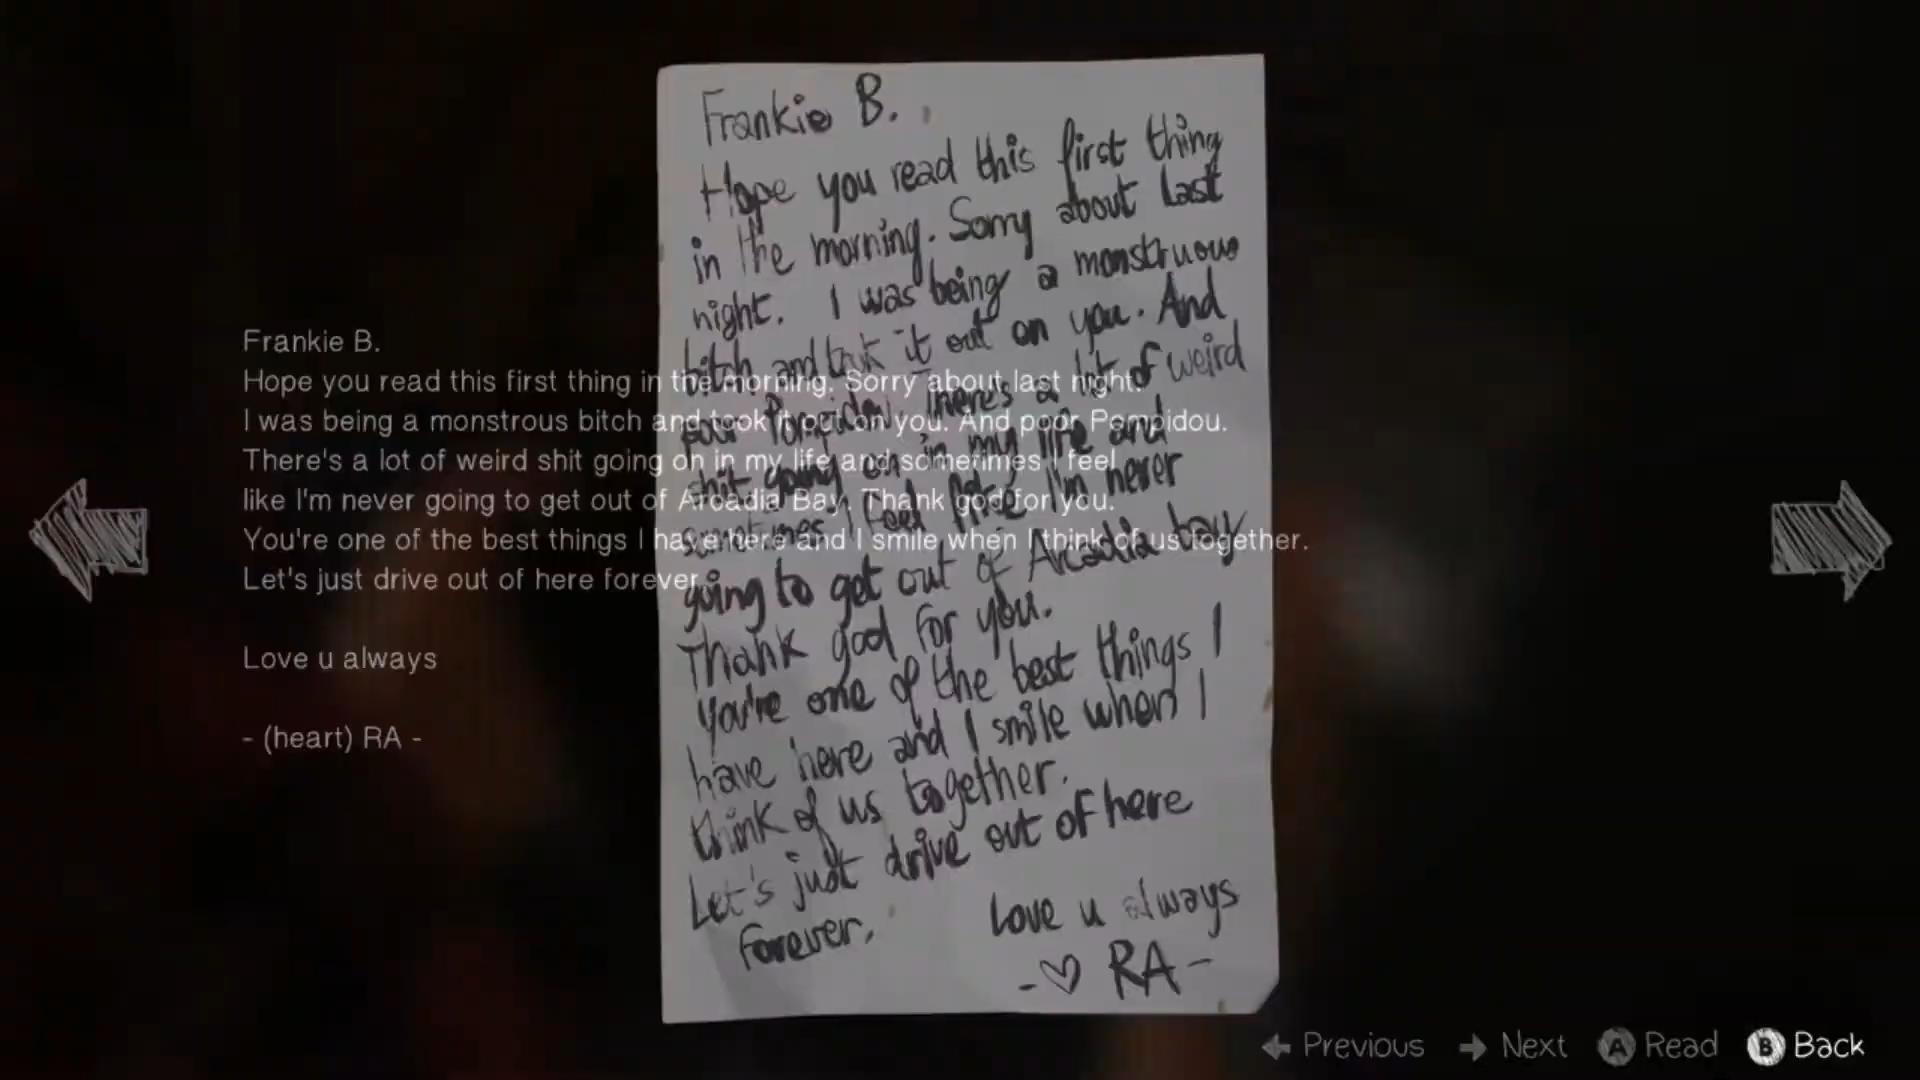 Frankie B.
Hope you read this first thing
in the morning. Sorry about last
night. I was being a monstruous
bitch and took it out on you. And
poor Pompidou. There's a lot of weird
shit going on in my life and
sometimes I feel like I'm never
going to get out of Arcadia bay
Thank god for you.
You're one of the best things I
have here and I smile when I
think of us together.
Let's just drive out of here
forever.
Love u always
- ♡ RA -
Frankie B.
Hope you read this first thing in the morning. Sorry about last night.
I was being a monstrous bitch and took it out on you. And poor Pompidou.
There's a lot of weird shit going on in my life and sometimes I feel
like I'm never going to get out of Arcadia Bay. Thank god for you.
You're one of the best things I have here and I smile when I think of us together.
Let's just drive out of here forever.
Love u always
- (heart) RA -
Previous Next A Read B Back